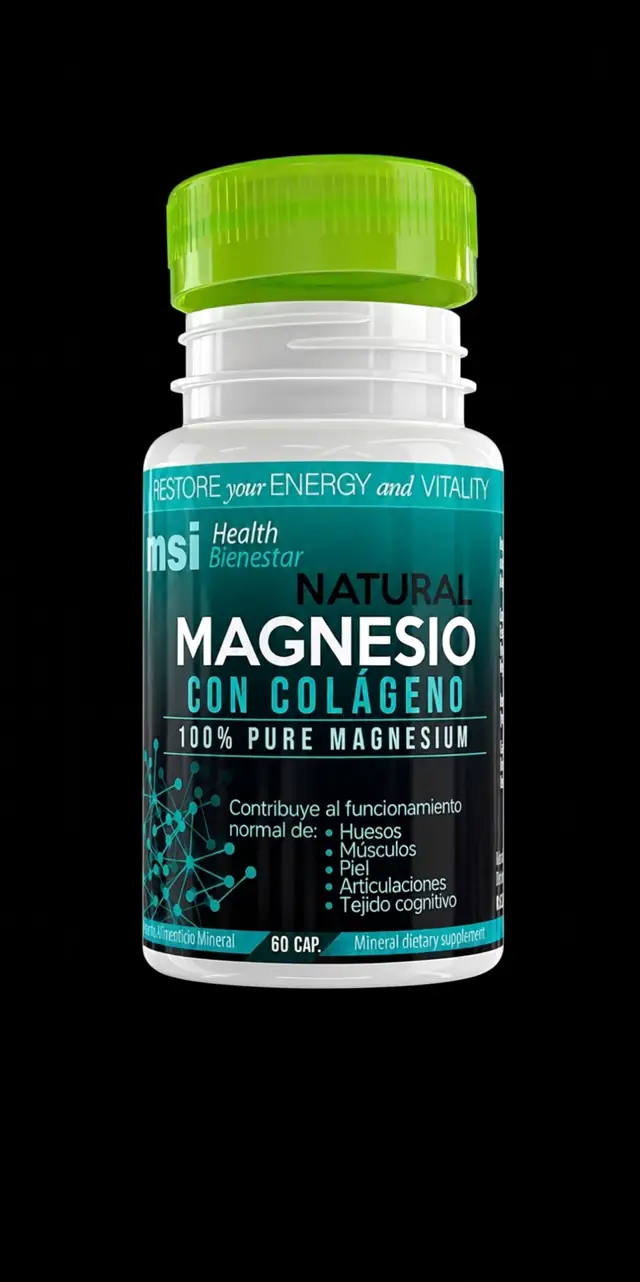 RESTORE your ENERGY and VITALITY
msi Health
Bienestar
NATURAL
MAGNESIO
CON COLÁGENO
100% PURE MAGNESIUM
Contribuye al funcionamiento
normal de: • Huesos
• Músculos
• Piel
• Articulaciones
• Tejido cognitivo
Alimenticio Mineral 60 CAP. Mineral dietary supplement